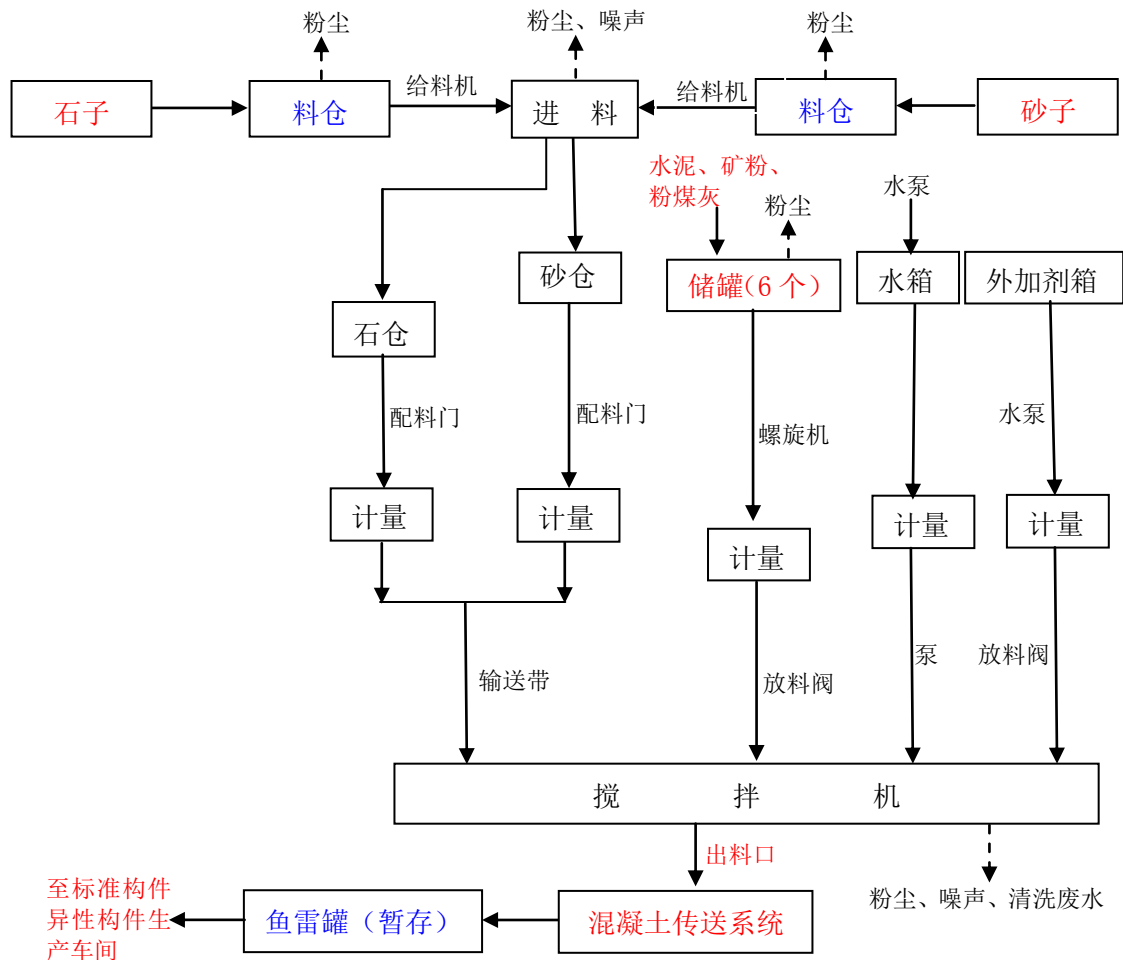 粉尘
粉尘、噪声
粉尘
石子
料仓
给料机
进 料
给料机
料仓
砂子
水泥、矿粉、
粉煤灰
粉尘
水泵
砂仓
储罐（6 个）
水箱
外加剂箱
石仓
配料门
配料门
螺旋机
水泵
计量
计量
计量
计量
计量
输送带
放料阀
泵
放料阀
搅 拌 机
出料口
粉尘、噪声、清洗废水
至标准构件
异性构件生
产车间
鱼雷罐（暂存）
混凝土传送系统